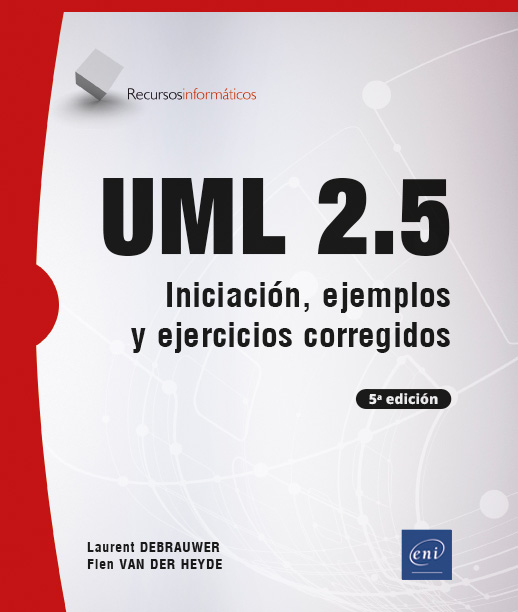 Recursosinformáticos
UML 2.5
Iniciación, ejemplos
y ejercicios corregidos
5ª edición
Laurent DEBRAUWER
Fien VAN DER HEYDE
eni